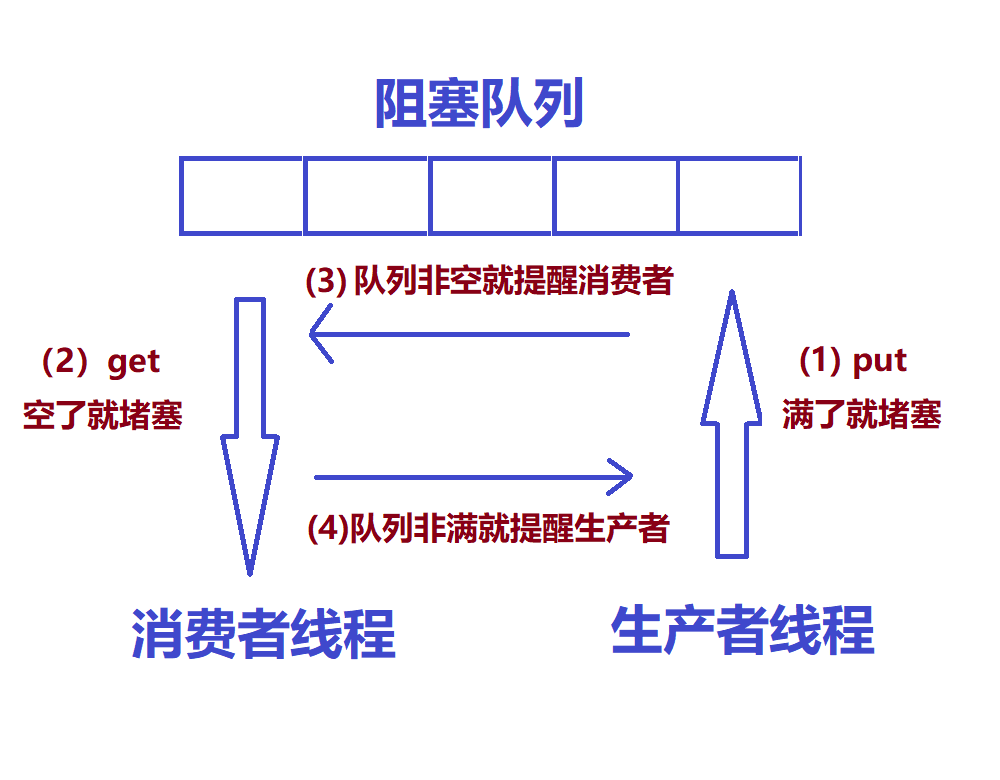 阻塞队列
(3) 队列非空就提醒消费者
（2）get
空了就堵塞
(1) put
满了就堵塞
(4)队列非满就提醒生产者
消费者线程
生产者线程